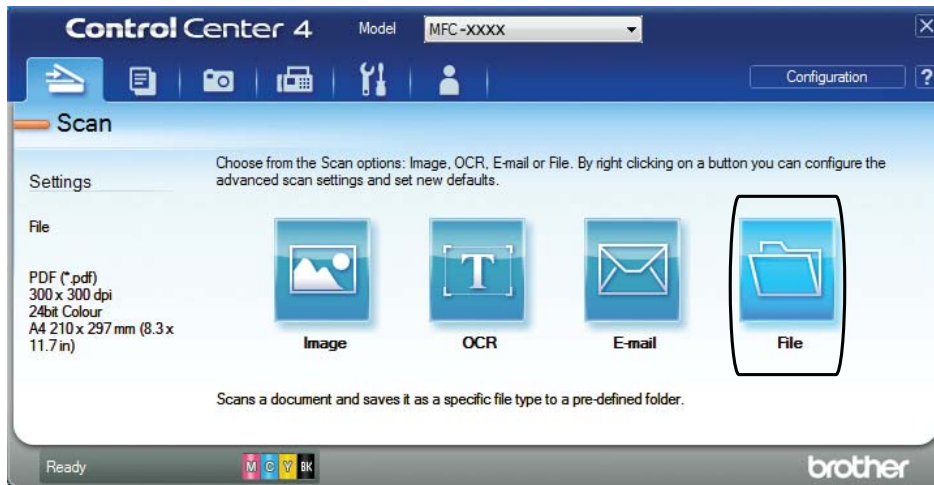 Control Center 4 Model MFC-XXXX X
Configuration ?
Scan
Choose from the Scan options: Image, OCR, E-mail or File. By right clicking on a button you can configure the
advanced scan settings and set new defaults.
Settings
File
PDF (*.pdf)
300 x 300 dpi
24bit Colour
A4 210 x 297 mm (8.3 x
11.7 in)
T
Image OCR E-mail File
Scans a document and saves it as a specific file type to a pre-defined folder.
Ready M C Y BK brother